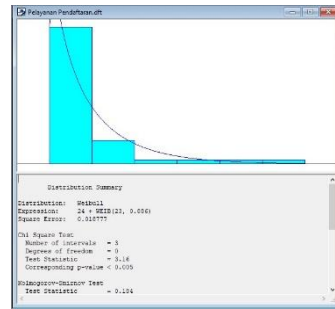 Pelayanan Pendaftaran.dft
Distribution Summary
Distribution: Weibull
Expression: 24 + WEIB(23, 0.806)
Square Error: 0.018777
Chi Square Test
Number of intervals = 3
Degrees of freedom = 0
Test Statistic = 3.16
Corresponding p-value < 0.005
Kolmogorov-Smirnov Test
Test Statistic = 0.184